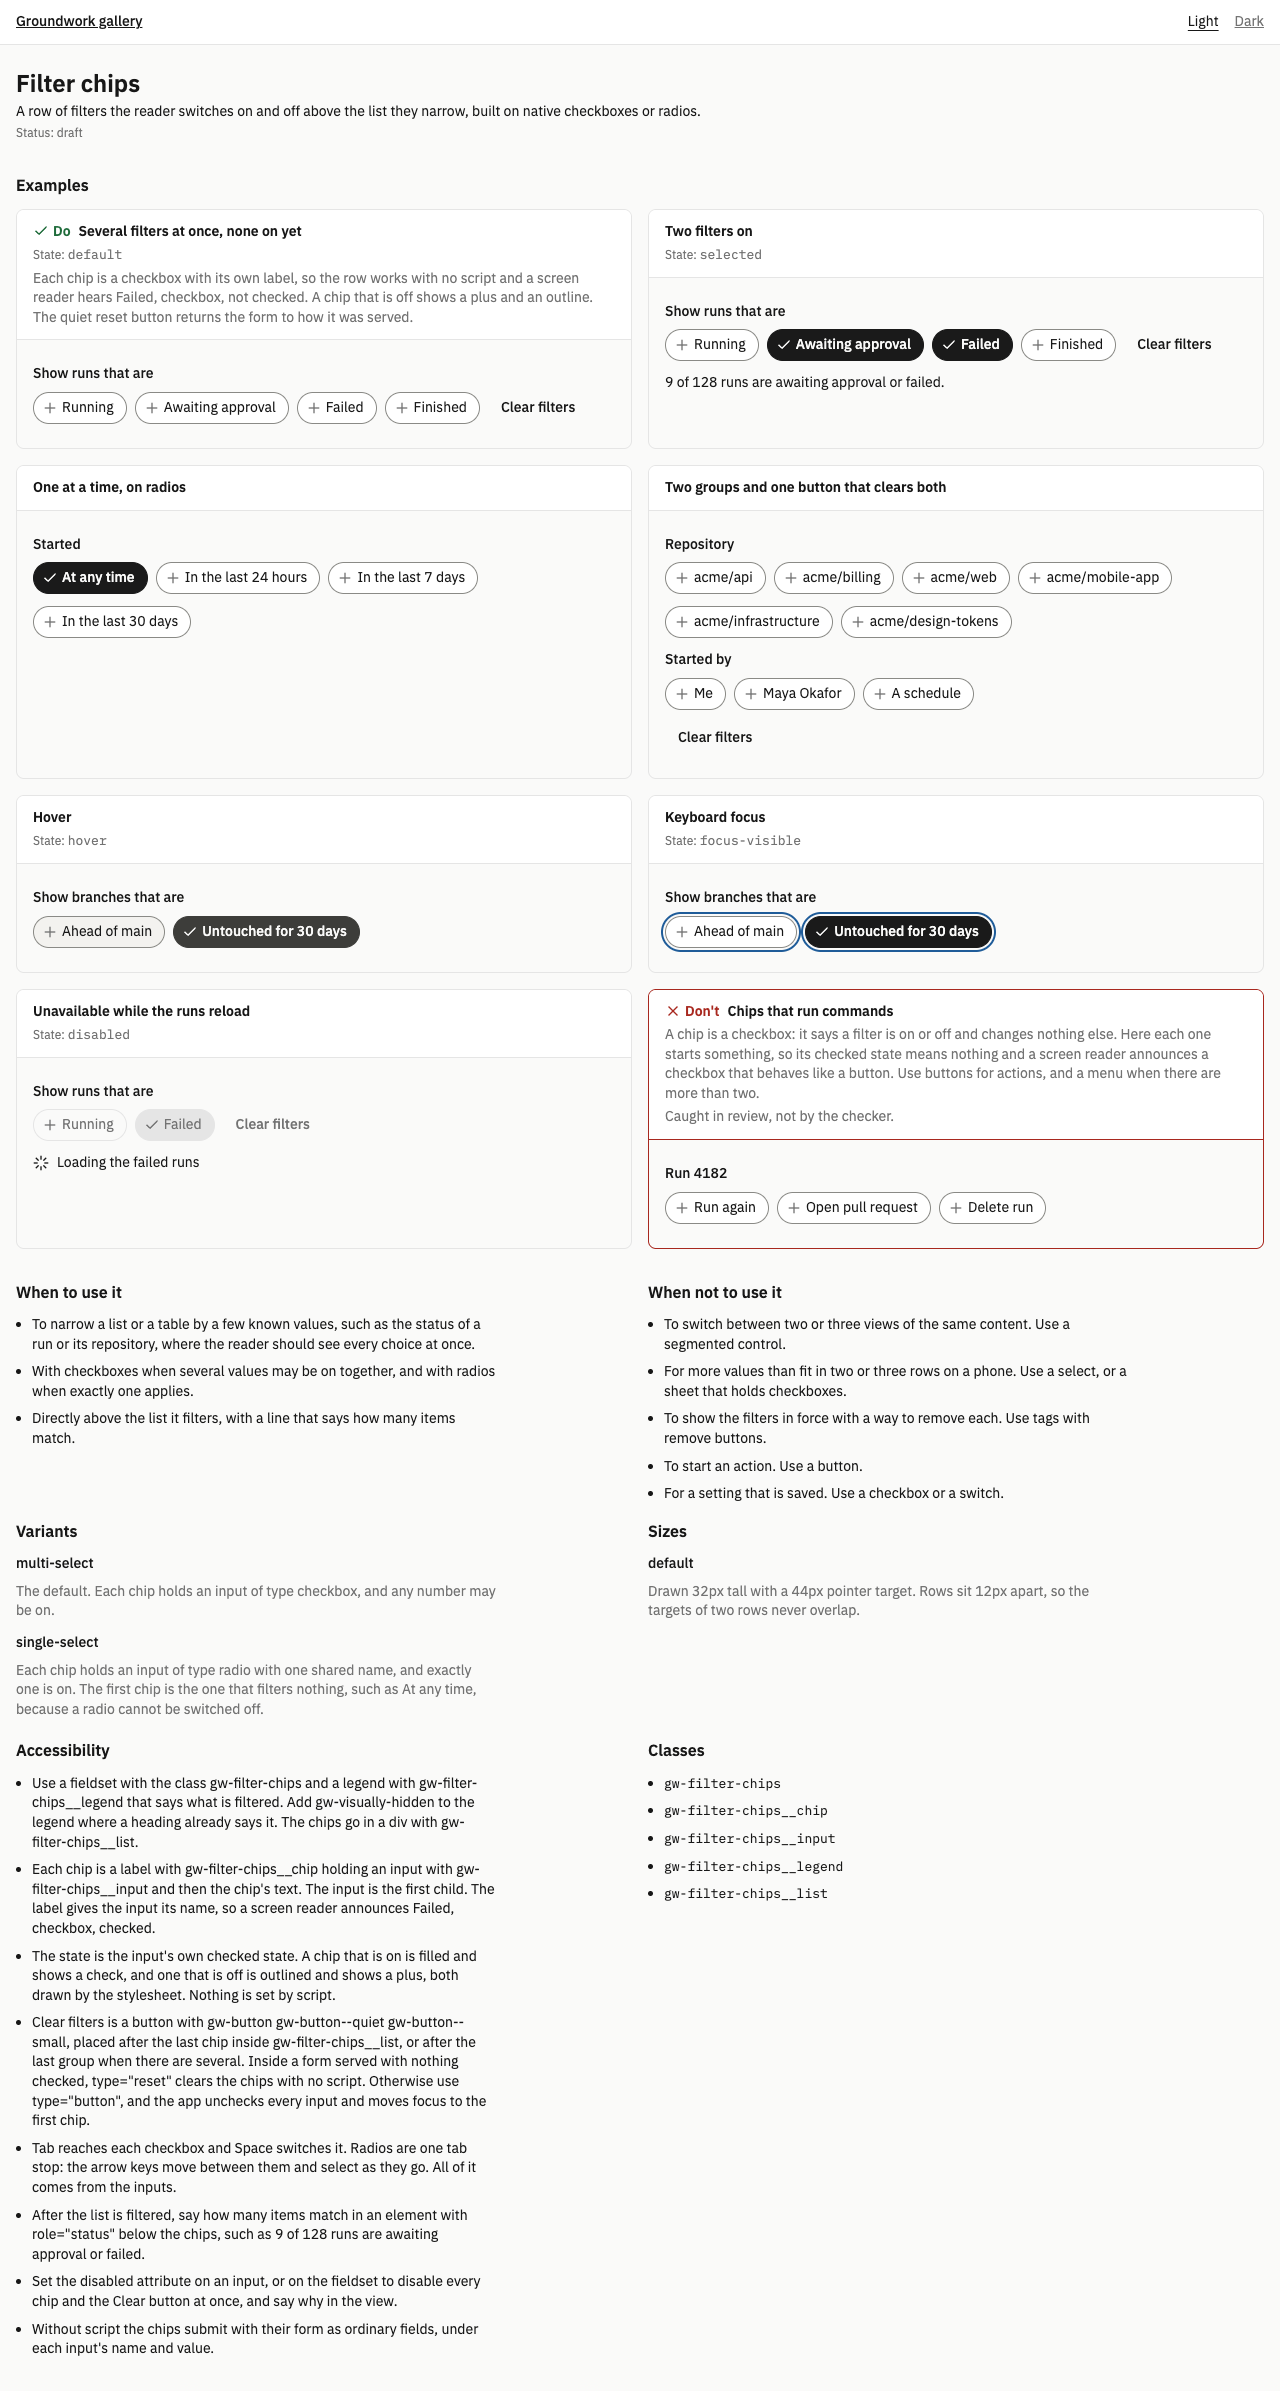 Groundwork gallery
Light Dark
Filter chips
A row of filters the reader switches on and off above the list they narrow, built on native checkboxes or radios.
Status: draft
Examples
Do Several filters at once, none on yet
State: default
Each chip is a checkbox with its own label, so the row works with no script and a screen
reader hears Failed, checkbox, not checked. A chip that is off shows a plus and an outline.
The quiet reset button returns the form to how it was served.
Show runs that are
Running Awaiting approval Failed Finished Clear filters
Two filters on
State: selected
Show runs that are
Running Awaiting approval Failed Finished Clear filters
9 of 128 runs are awaiting approval or failed.
One at a time, on radios
Started
At any time In the last 24 hours In the last 7 days
In the last 30 days
Two groups and one button that clears both
Repository
acme/api acme/billing acme/web acme/mobile-app
acme/infrastructure acme/design-tokens
Started by
Me Maya Okafor A schedule
Clear filters
Hover
State: hover
Show branches that are
Ahead of main Untouched for 30 days
Keyboard focus
State: focus-visible
Show branches that are
Ahead of main Untouched for 30 days
Unavailable while the runs reload
State: disabled
Show runs that are
Running Failed Clear filters
Loading the failed runs
Don't Chips that run commands
A chip is a checkbox: it says a filter is on or off and changes nothing else. Here each one
starts something, so its checked state means nothing and a screen reader announces a
checkbox that behaves like a button. Use buttons for actions, and a menu when there are
more than two.
Caught in review, not by the checker.
Run 4182
Run again Open pull request Delete run
When to use it
To narrow a list or a table by a few known values, such as the status of a
run or its repository, where the reader should see every choice at once.
With checkboxes when several values may be on together, and with radios
when exactly one applies.
Directly above the list it filters, with a line that says how many items
match.
When not to use it
To switch between two or three views of the same content. Use a
segmented control.
For more values than fit in two or three rows on a phone. Use a select, or a
sheet that holds checkboxes.
To show the filters in force with a way to remove each. Use tags with
remove buttons.
To start an action. Use a button.
For a setting that is saved. Use a checkbox or a switch.
Variants
multi-select
The default. Each chip holds an input of type checkbox, and any number may
be on.
single-select
Each chip holds an input of type radio with one shared name, and exactly
one is on. The first chip is the one that filters nothing, such as At any time,
because a radio cannot be switched off.
Sizes
default
Drawn 32px tall with a 44px pointer target. Rows sit 12px apart, so the
targets of two rows never overlap.
Accessibility
Use a fieldset with the class gw-filter-chips and a legend with gw-filter-
chips__legend that says what is filtered. Add gw-visually-hidden to the
legend where a heading already says it. The chips go in a div with gw-
filter-chips__list.
Each chip is a label with gw-filter-chips__chip holding an input with gw-
filter-chips__input and then the chip's text. The input is the first child. The
label gives the input its name, so a screen reader announces Failed,
checkbox, checked.
The state is the input's own checked state. A chip that is on is filled and
shows a check, and one that is off is outlined and shows a plus, both
drawn by the stylesheet. Nothing is set by script.
Clear filters is a button with gw-button gw-button--quiet gw-button--
small, placed after the last chip inside gw-filter-chips__list, or after the
last group when there are several. Inside a form served with nothing
checked, type="reset" clears the chips with no script. Otherwise use
type="button", and the app unchecks every input and moves focus to the
first chip.
Tab reaches each checkbox and Space switches it. Radios are one tab
stop: the arrow keys move between them and select as they go. All of it
comes from the inputs.
After the list is filtered, say how many items match in an element with
role="status" below the chips, such as 9 of 128 runs are awaiting
approval or failed.
Set the disabled attribute on an input, or on the fieldset to disable every
chip and the Clear button at once, and say why in the view.
Without script the chips submit with their form as ordinary fields, under
each input's name and value.
Classes
gw-filter-chips
gw-filter-chips__chip
gw-filter-chips__input
gw-filter-chips__legend
gw-filter-chips__list